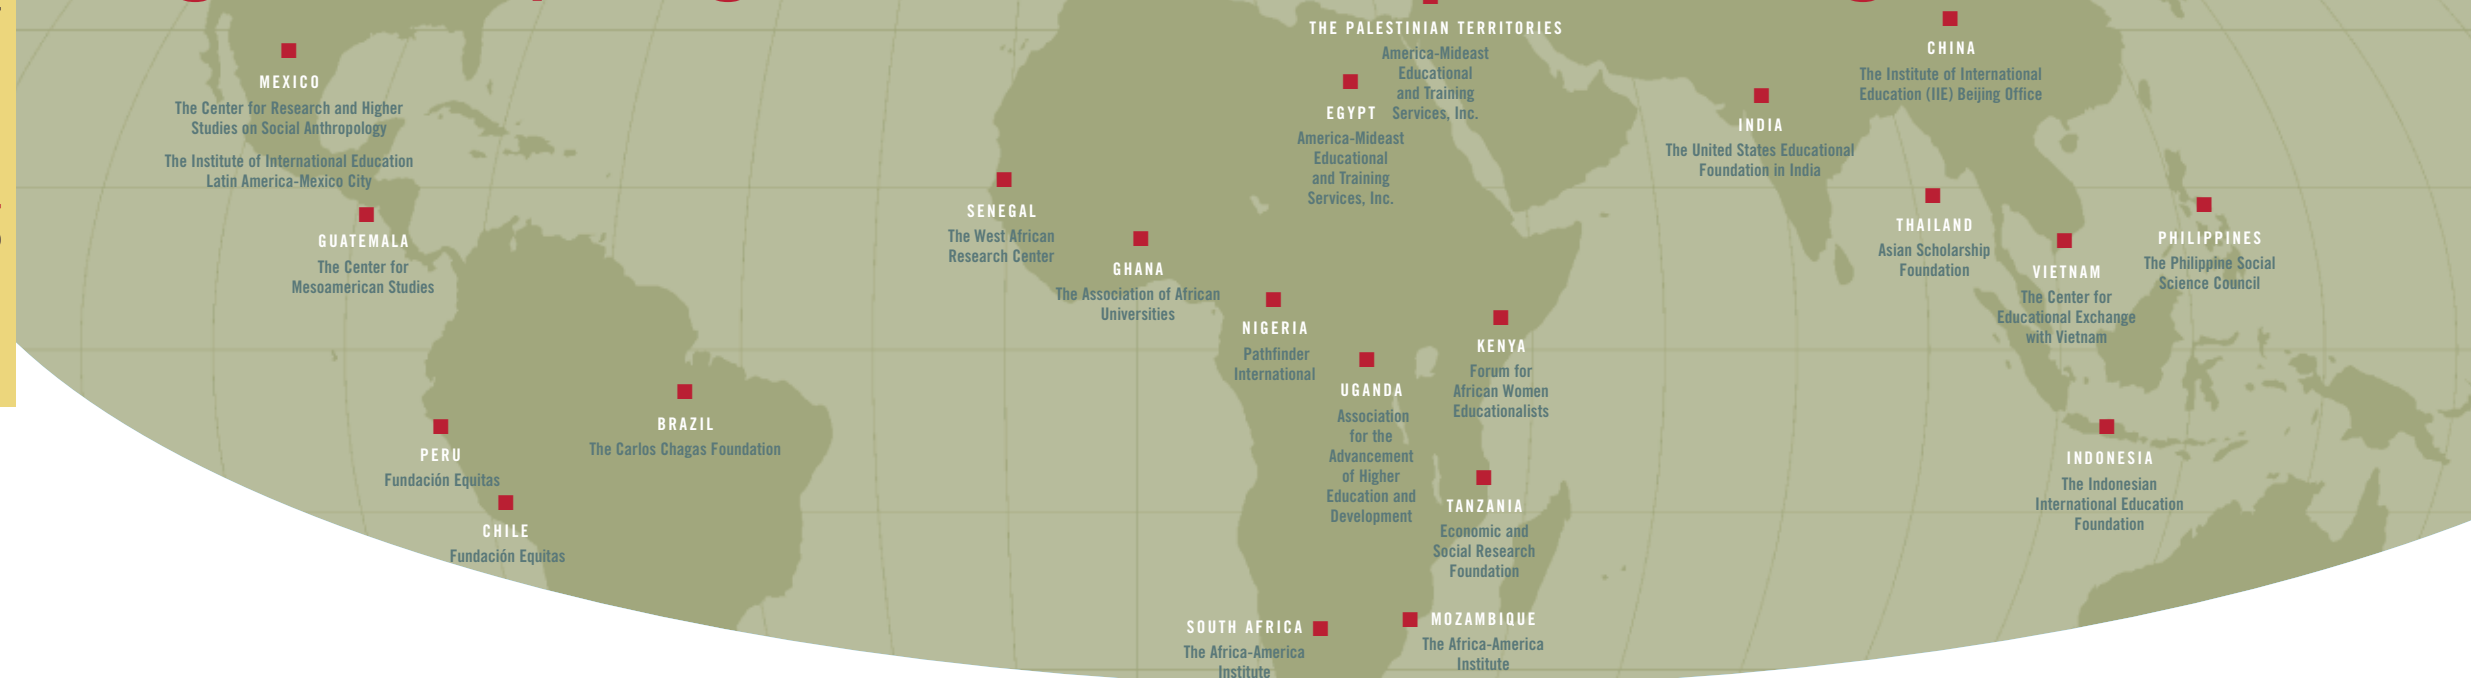 THE PALESTINIAN TERRITORIES
America-Mideast
Educational
and Training
Services, Inc.
CHINA
The Institute of International
Education (IIE) Beijing Office
MEXICO
The Center for Research and Higher
Studies on Social Anthropology
The Institute of International Education
Latin America-Mexico City
EGYPT
America-Mideast
Educational
and Training
Services, Inc.
INDIA
The United States Educational
Foundation in India
SENEGAL
The West African
Research Center
GUATEMALA
The Center for
Mesoamerican Studies
GHANA
The Association of African
Universities
THAILAND
Asian Scholarship
Foundation
PHILIPPINES
The Philippine Social
Science Council
VIETNAM
The Center for
Educational Exchange
with Vietnam
NIGERIA
Pathfinder
International
KENYA
Forum for
African Women
Educationalists
UGANDA
Association
for the
Advancement
of Higher
Education and
Development
BRAZIL
The Carlos Chagas Foundation
PERU
Fundación Equitas
CHILE
Fundación Equitas
TANZANIA
Economic and
Social Research
Foundation
INDONESIA
The Indonesian
International Education
Foundation
SOUTH AFRICA
The Africa-America
Institute
MOZAMBIQUE
The Africa-America
Institute